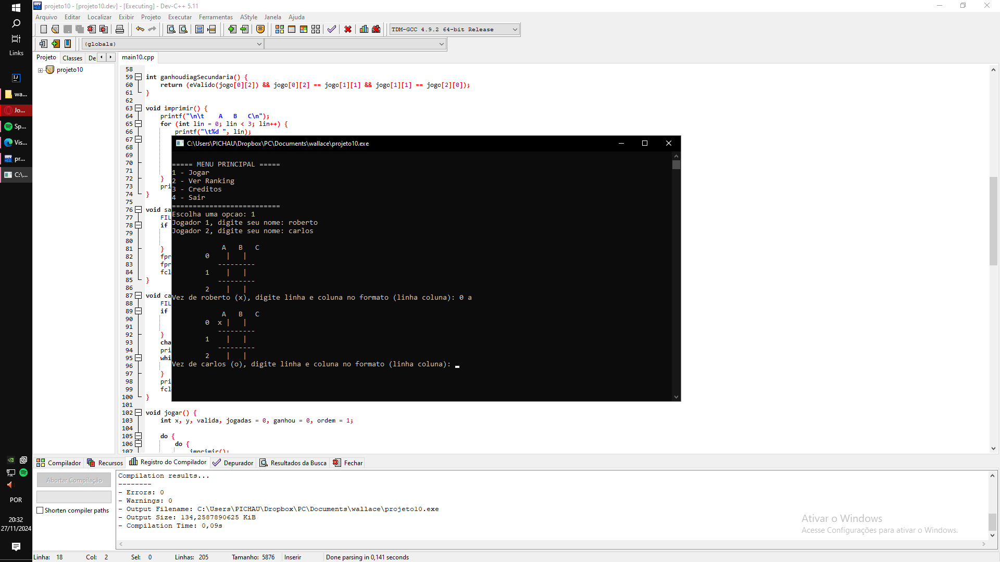 projeto10 - [projeto10.dev] - [Executing] - Dev-C++ 5.11
Arquivo Editar Localizar Exibir Projeto Executar Ferramentas AStyle Janela Ajuda
TDM-GCC 4.9.2 64-bit Release
(globals)
Links
Projeto Classes De
main10.cpp
projeto10
wa...
Jo...
Sp...
Vis...
pr...
C:\...
58
59 int ganhoudiagSecundaria() {
60 return (eValido(jogo[0][2]) && jogo[0][2] == jogo[1][1] && jogo[1][1] == jogo[2][0]);
61 }
62
63 void imprimir() {
64 printf("\n\t    A   B   C\n");
65 for (int lin = 0; lin < 3; lin++) {
66 printf("\t%d ", lin);
67
68
69
70
71
72 }
73 pri
74 }
75
76 void sa
77 FIL
78 if
79
80
81 }
82 fpr
83 fpr
84 fcl
85 }
86
87 void ca
88 FIL
89 if
90
91
92 }
93 cha
94 pri
95 whi
96
97 }
98 pri
99 fcl
100 }
101
102 void jogar() {
103 int x, y, valida, jogadas = 0, ganhou = 0, ordem = 1;
104
105 do {
106 do {
107 imprimir();
C:\Users\PICHAU\Dropbox\PC\Documents\wallace\projeto10.exe
===== MENU PRINCIPAL =====
1 - Jogar
2 - Ver Ranking
3 - Creditos
4 - Sair
==========================
Escolha uma opcao: 1
Jogador 1, digite seu nome: roberto
Jogador 2, digite seu nome: carlos
A   B   C
0    |   |
---------
1    |   |
---------
2    |   |
Vez de roberto (x), digite linha e coluna no formato (linha coluna): 0 a
A   B   C
0  x |   |
---------
1    |   |
---------
2    |   |
Vez de carlos (o), digite linha e coluna no formato (linha coluna):
Compilador Recursos Registro do Compilador Depurador Resultados da Busca Fechar
Abortar Compilação
Shorten compiler paths
Compilation results...
--------
- Errors: 0
- Warnings: 0
- Output Filename: C:\Users\PICHAU\Dropbox\PC\Documents\wallace\projeto10.exe
- Output Size: 134,2587890625 KiB
- Compilation Time: 0,09s
Ativar o Windows
Acesse Configurações para ativar o Windows.
POR
20:32
27/11/2024
Linha: 18 Col: 2 Sel: 0 Linhas: 205 Tamanho: 5876 Inserir Done parsing in 0,141 seconds